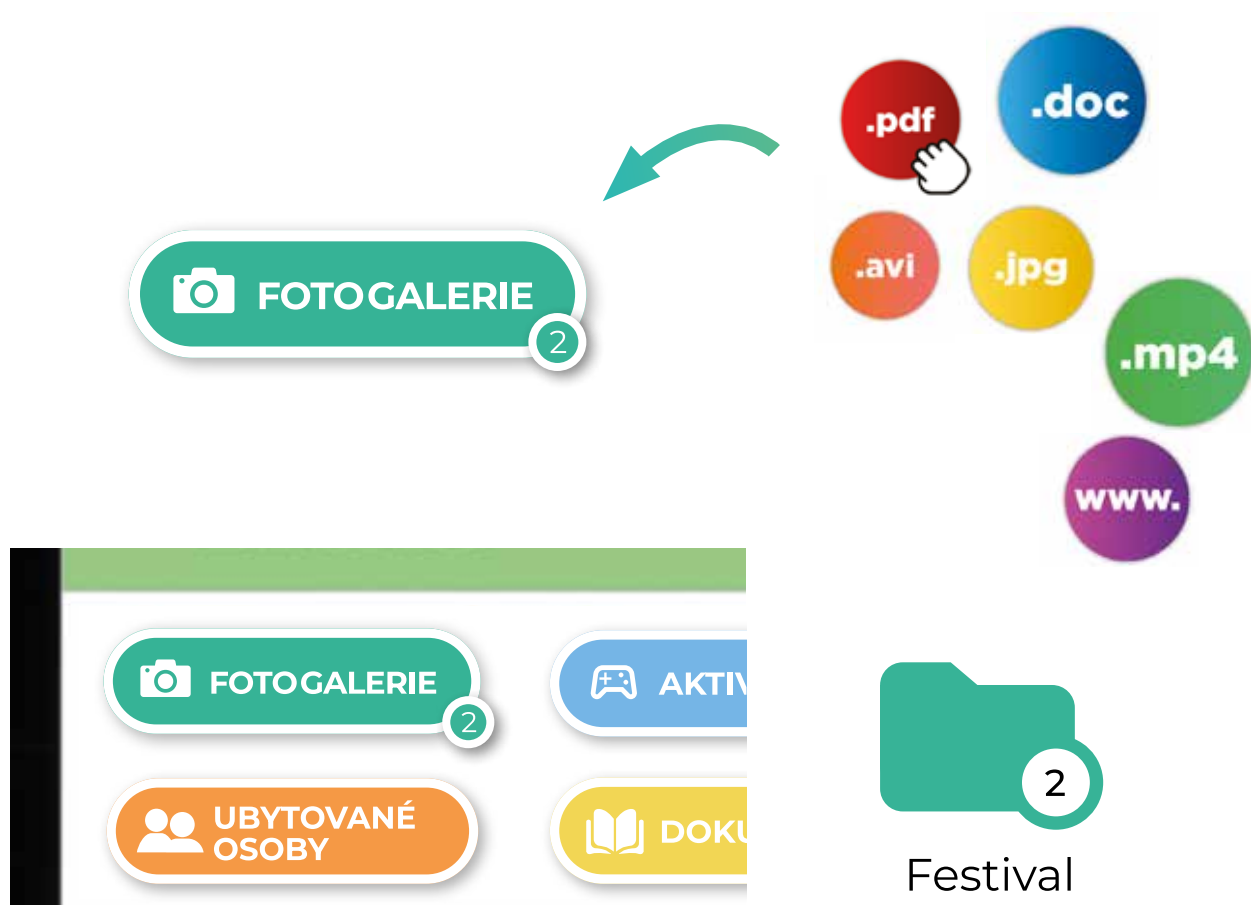 .pdf
.doc
.avi
.jpg
.mp4
www.
FOTOGALERIE
2
FOTOGALERIE
2
AKTIV
UBYTOVANÉ
OSOBY
DOKU
2
Festival